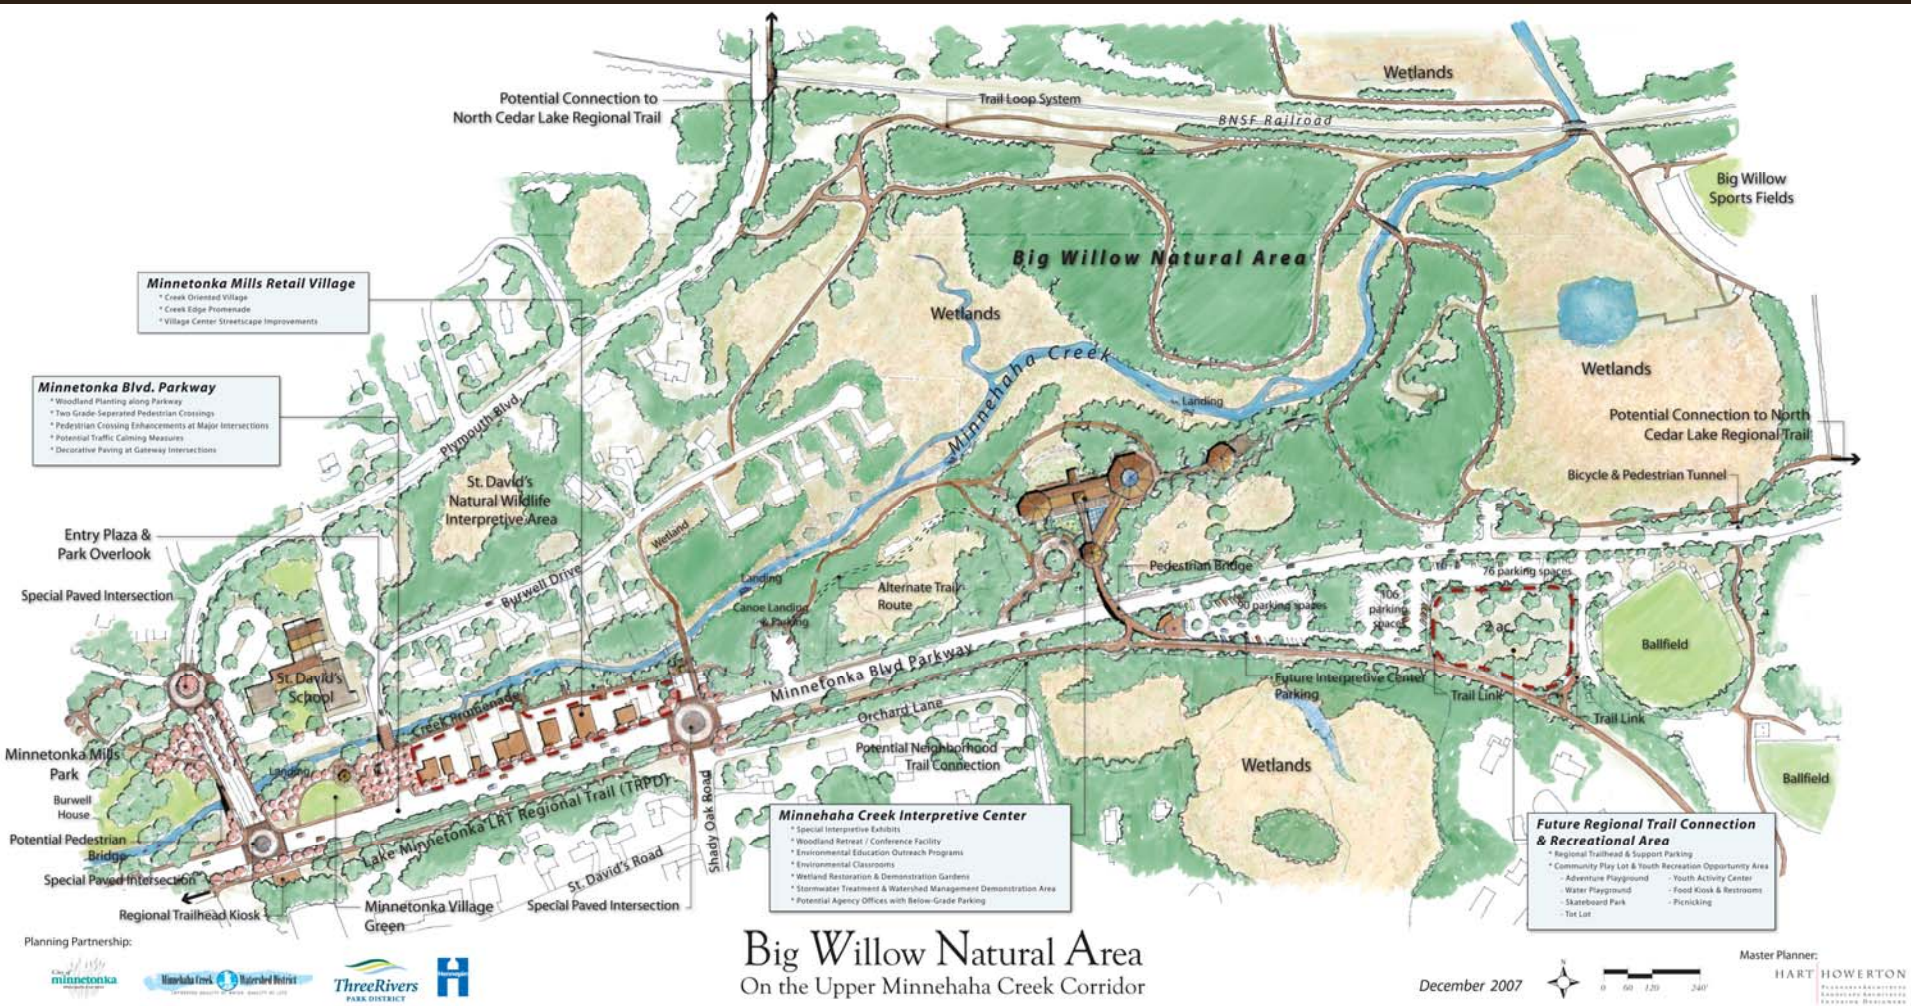 Potential Connection to
North Cedar Lake Regional Trail
Trail Loop System
BNSF Railroad
Wetlands
Big Willow
Sports Fields
Big Willow Natural Area
Minnetonka Mills Retail Village
* Creek Oriented Village
* Creek Edge Promenade
* Village Center Streetscape Improvements
Wetlands
Minnehaha Creek
Landing
Wetlands
Minnetonka Blvd. Parkway
* Woodland Planting along Parkway
* Two Grade-Seperated Pedestrian Crossings
* Pedestrian Crossing Enhancements at Major Intersections
* Potential Traffic Calming Measures
* Decorative Paving at Gateway Intersections
Plymouth Blvd.
Potential Connection to North
Cedar Lake Regional Trail
Bicycle & Pedestrian Tunnel
St. David's
Natural Wildlife
Interpretive Area
Wetland
Entry Plaza &
Park Overlook
Special Paved Intersection
Burwell Drive
Landing
Canoe Landing
& Parking
Alternate Trail
Route
Pedestrian Bridge
90 parking spaces
106
parking
spaces
76 parking spaces
2 ac.
Ballfield
St. David's
School
Minnetonka Blvd Parkway
Future Interpretive Center
Parking
Trail Link
Trail Link
Creek Promenade
Orchard Lane
Potential Neighborhood
Trail Connection
Wetlands
Ballfield
Minnetonka Mills
Park
Landing
Burwell
House
Potential Pedestrian
Bridge
Lake Minnetonka LRT Regional Trail (TRPD)
Shady Oak Road
St. David's Road
Special Paved Intersection
Regional Trailhead Kiosk
Minnetonka Village
Green
Special Paved Intersection
Minnehaha Creek Interpretive Center
* Special Interpretive Exhibits
* Woodland Retreat / Conference Facility
* Environmental Education Outreach Programs
* Environmental Classrooms
* Wetland Restoration & Demonstration Gardens
* Stormwater Treatment & Watershed Management Demonstration Area
* Potential Agency Offices with Below-Grade Parking
Future Regional Trail Connection
& Recreational Area
* Regional Trailhead & Support Parking
* Community Play Lot & Youth Recreation Opportunity Area
- Adventure Playground - Youth Activity Center
- Water Playground - Food Kiosk & Restrooms
- Skateboard Park - Picnicking
- Tot Lot
Planning Partnership:
City of
minnetonka
Minnehaha Creek Watershed District
ThreeRivers
PARK DISTRICT
Hennepin
Big Willow Natural Area
On the Upper Minnehaha Creek Corridor
December 2007
N
0 60 120 240'
Master Planner:
HART HOWERTON